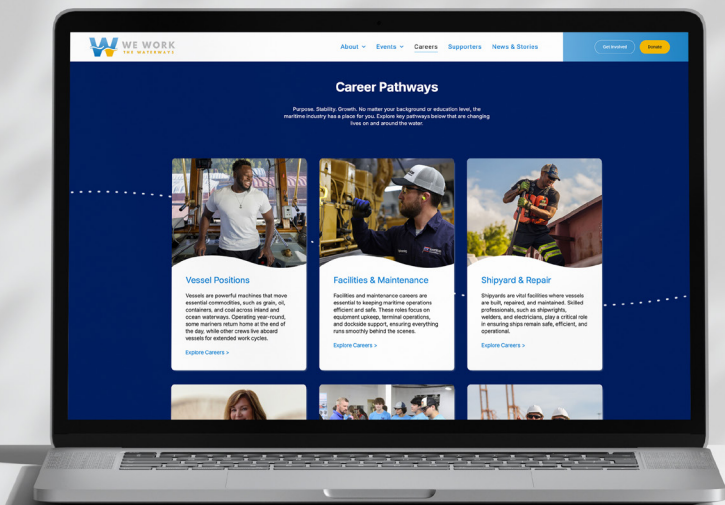 WE WORK
THE WATERWAYS
About
Events
Careers
Supporters
News & Stories
Get Involved
Donate
Career Pathways
Purpose. Stability. Growth. No matter your background or education level, the
maritime industry has a place for you. Explore key pathways below that are changing
lives on and around the water.
Vessel Positions
Vessels are powerful machines that move
essential commodities, such as grain, oil,
containers, and coal across inland and
ocean waterways. Operating year-round,
some mariners return home at the end of
the day, while other crews live aboard
vessels for extended work cycles.
Explore Careers >
Facilities & Maintenance
Facilities and maintenance careers are
essential to keeping maritime operations
efficient and safe. These roles focus on
equipment upkeep, terminal operations,
and dockside support, ensuring everything
runs smoothly behind the scenes.
Explore Careers >
Shipyard & Repair
Shipyards are vital facilities where vessels
are built, repaired, and maintained. Skilled
professionals, such as shipwrights,
welders, and electricians, play a critical role
in ensuring ships remain safe, efficient, and
operational.
Explore Careers >